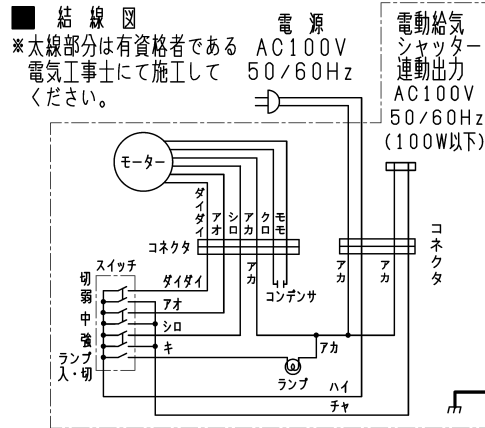 ■ 結線図
※太線部分は有資格者である
電気工事士にて施工して
ください。
電源
AC100V
50/60Hz
電動給気
シャッター
連動出力
AC100V
50/60Hz
(100W以下)
モーター
ダイダイ
アオ
シロ
アカ
クロ
モモ
コネクタ
アカ
コンデンサ
アカ
アカ
コネクタ
スイッチ
切
弱
中
強
ランプ
入・切
ダイダイ
アオ
シロ
キ
アカ
ランプ
ハイ
チャ